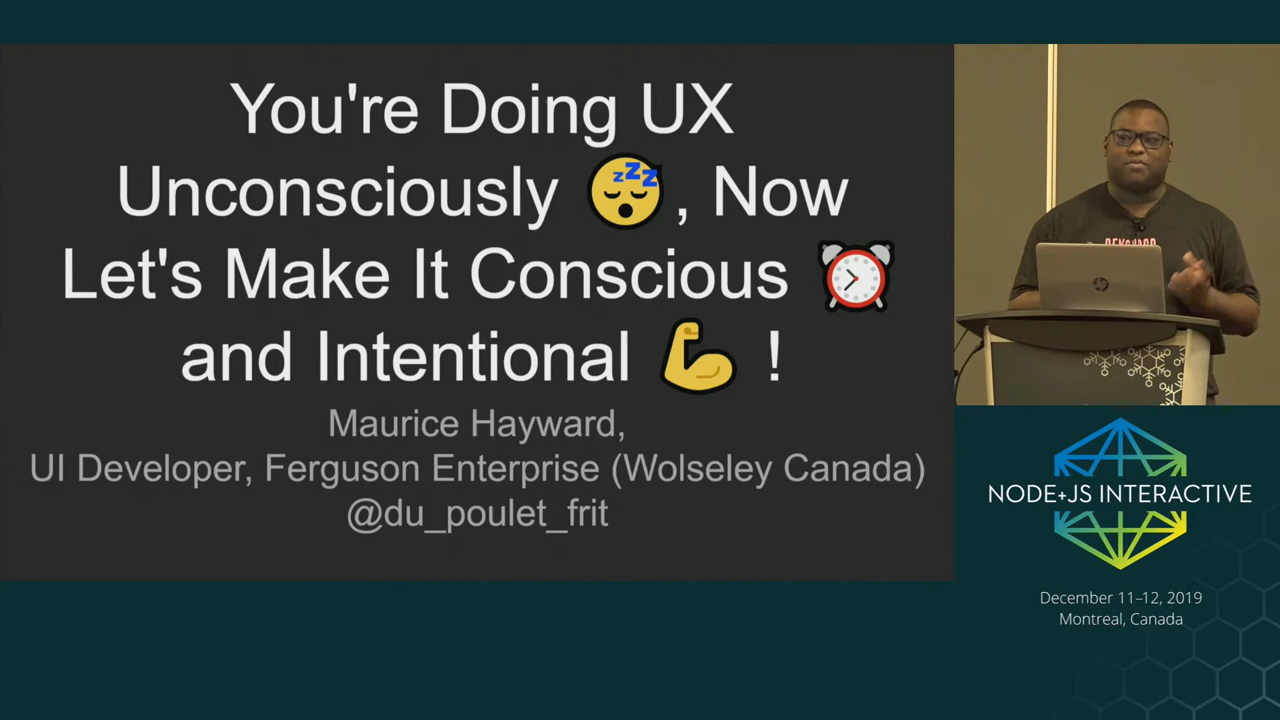 You're Doing UX
Unconsciously 😴, Now
Let's Make It Conscious ⏰
and Intentional 💪 !
Maurice Hayward,
UI Developer, Ferguson Enterprise (Wolseley Canada)
@du_poulet_frit
hp
NODE+JS INTERACTIVE
December 11–12, 2019
Montreal, Canada